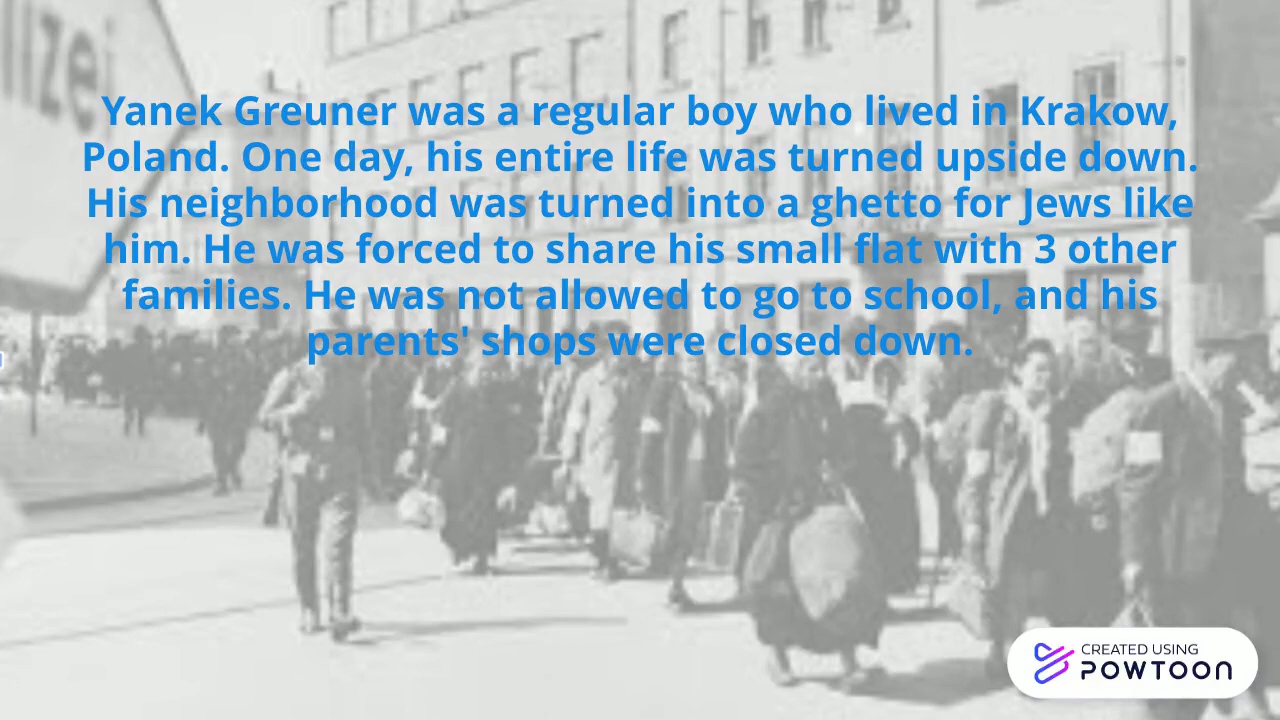 lizei
Yanek Greuner was a regular boy who lived in Krakow,
Poland. One day, his entire life was turned upside down.
His neighborhood was turned into a ghetto for Jews like
him. He was forced to share his small flat with 3 other
families. He was not allowed to go to school, and his
parents' shops were closed down.
CREATED USING
POWTOON